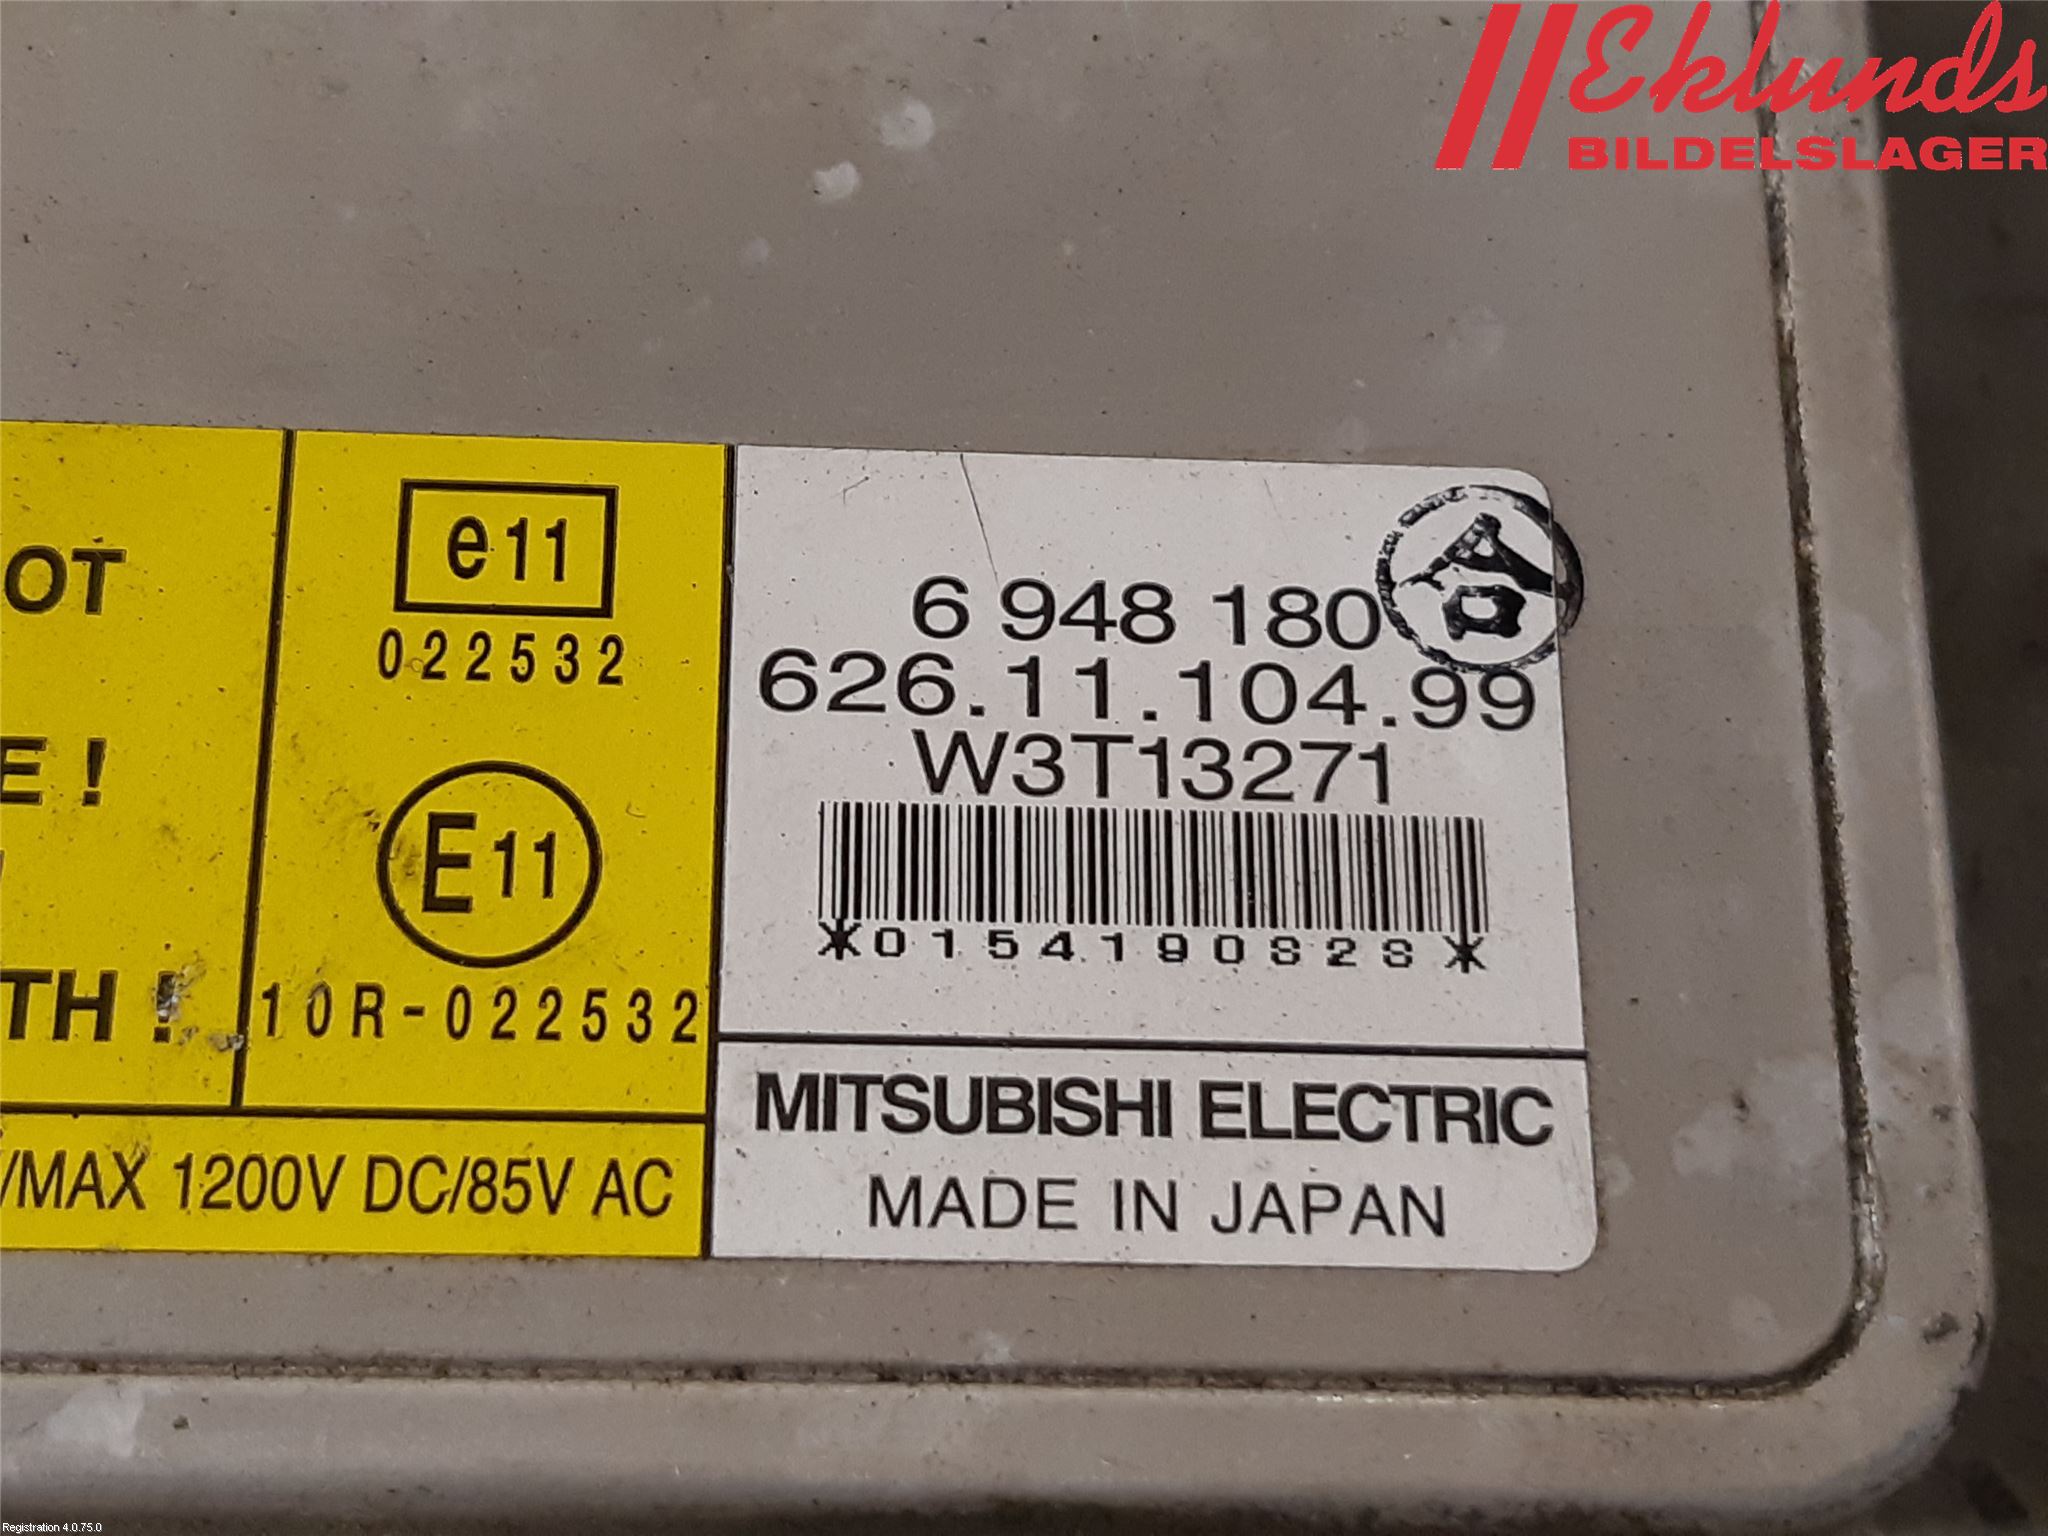 Eklunds
BILDELSLAGER
OT
E !
TH !
e11
022532
E11
10R-022532
/MAX 1200V DC/85V AC
合
6 948 180
626.11.104.99
W3T13271
*0154190828*
MITSUBISHI ELECTRIC
MADE IN JAPAN
Registration 4.0.75.0